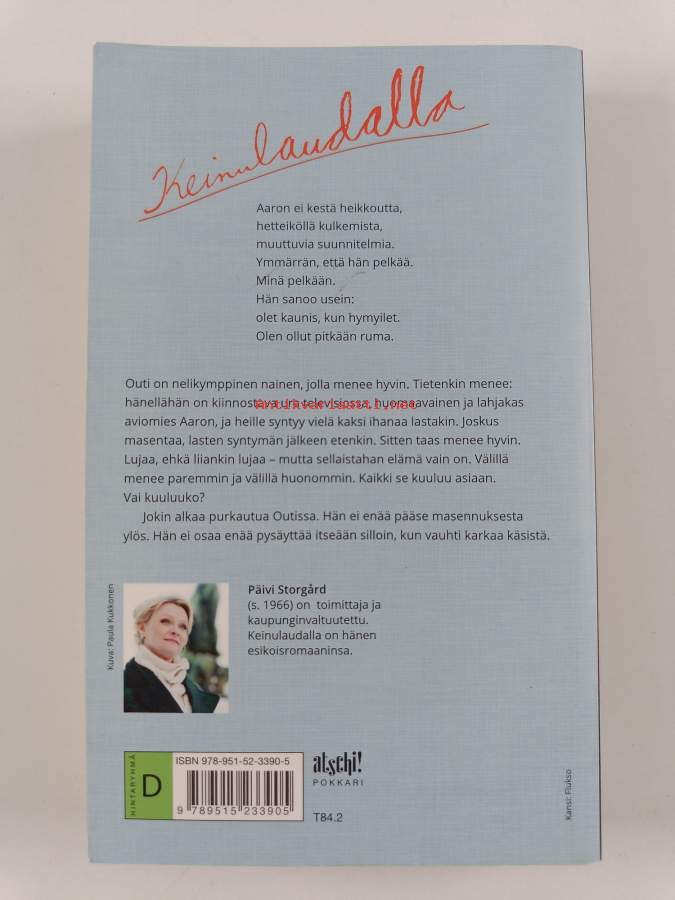 Keinulaudalla
Aaron ei kestä heikkoutta,
hetteiköllä kulkemista,
muuttuvia suunnitelmia.
Ymmärrän, että hän pelkää.
Minä pelkään.
Hän sanoo usein:
olet kaunis, kun hymyilet.
Olen ollut pitkään ruma.
Outi on nelikymppinen nainen, jolla menee hyvin. Tietenkin menee:
hänellähän on kiinnostava ura televisiossa, huomaavainen ja lahjakas
Antikvariaatti.net
aviomies Aaron, ja heille syntyy vielä kaksi ihanaa lastakin. Joskus
masentaa, lasten syntymän jälkeen etenkin. Sitten taas menee hyvin.
Lujaa, ehkä liiankin lujaa – mutta sellaistahan elämä vain on. Välillä
menee paremmin ja välillä huonommin. Kaikki se kuuluu asiaan.
Vai kuuluuko?
Jokin alkaa purkautua Outissa. Hän ei enää pääse masennuksesta
ylös. Hän ei osaa enää pysäyttää itseään silloin, kun vauhti karkaa käsistä.
Kuva: Paula Kukkonen
Päivi Storgård
(s. 1966) on toimittaja ja
kaupunginvaltuutettu.
Keinulaudalla on hänen
esikoisromaaninsa.
HINTARYHMÄ
D
ISBN 978-951-52-3390-5
9 789515 233905
atschi!
POKKARI
T84.2
Kansi: Flukso